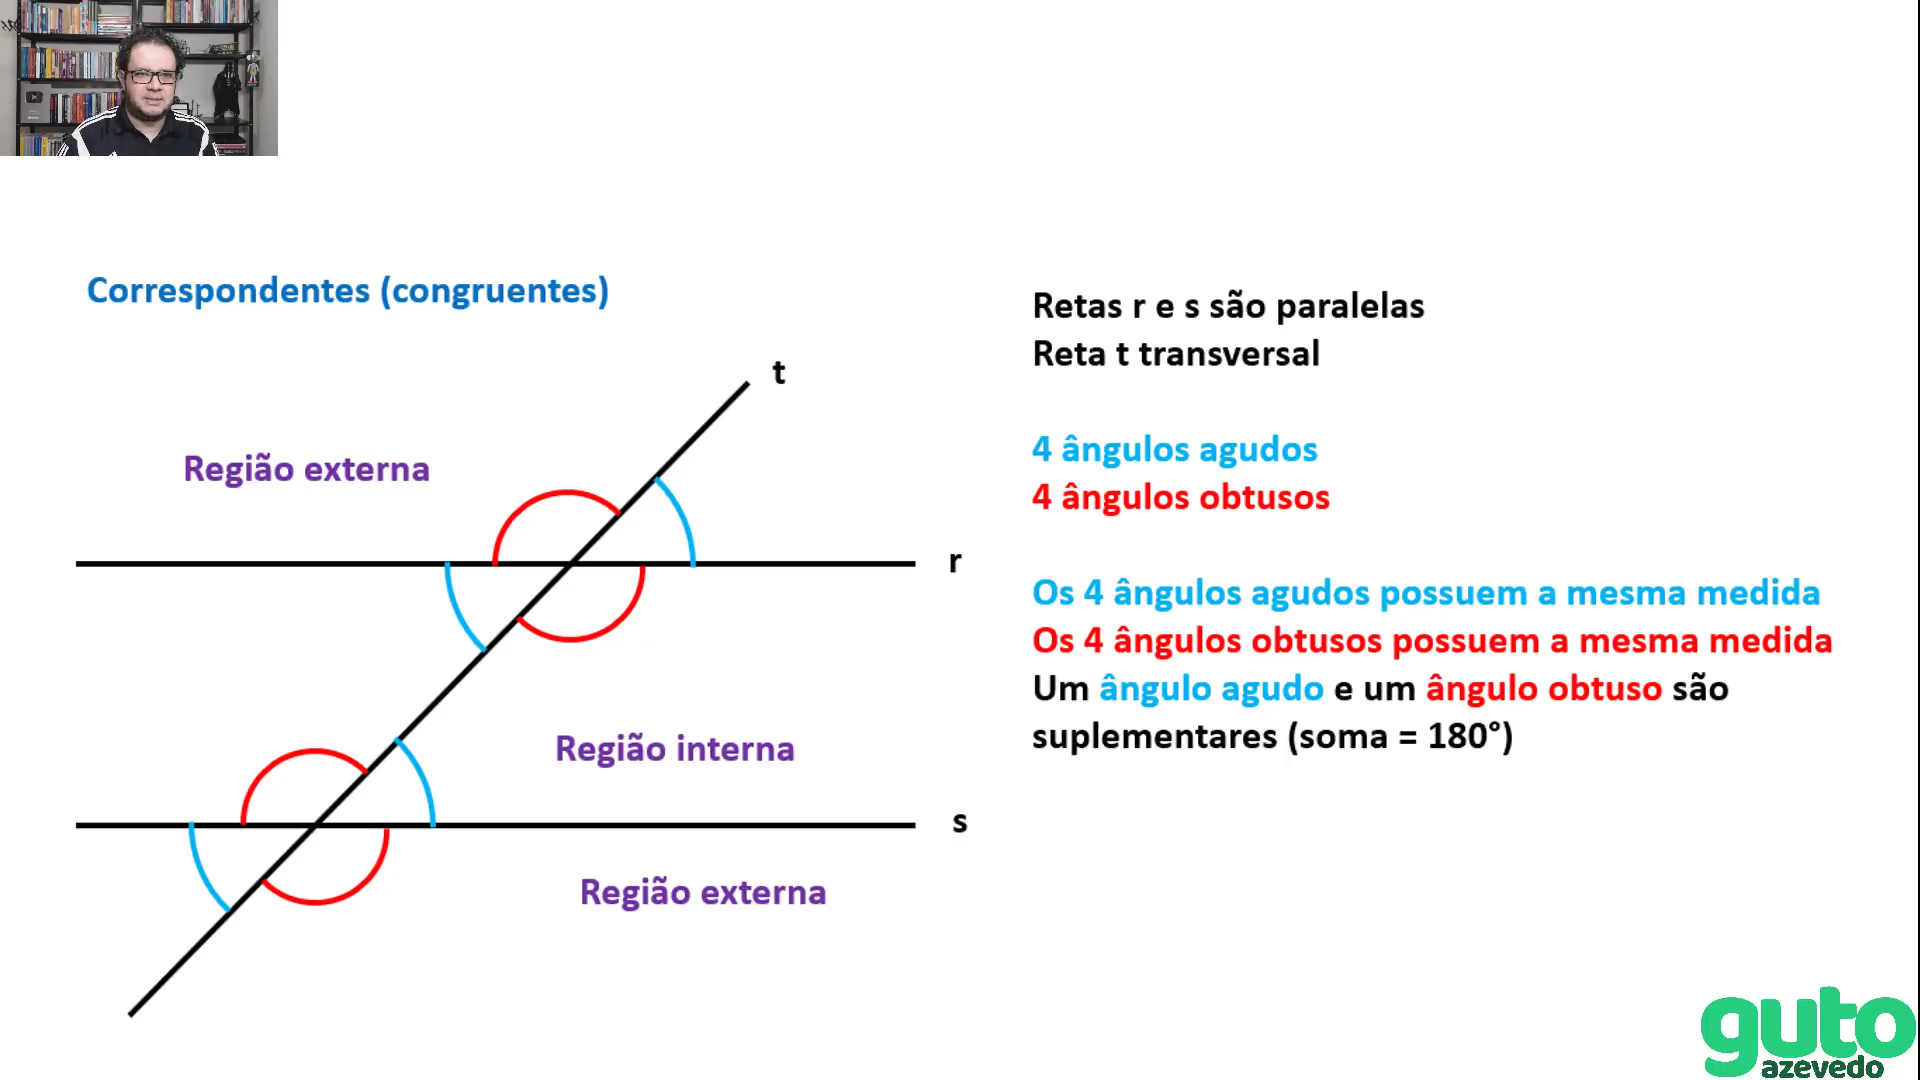 Correspondentes (congruentes)
t
Região externa
r
Região interna
s
Região externa
Retas r e s são paralelas
Reta t transversal
4 ângulos agudos
4 ângulos obtusos
Os 4 ângulos agudos possuem a mesma medida
Os 4 ângulos obtusos possuem a mesma medida
Um ângulo agudo e um ângulo obtuso são
suplementares (soma = 180°)
guto
azevedo